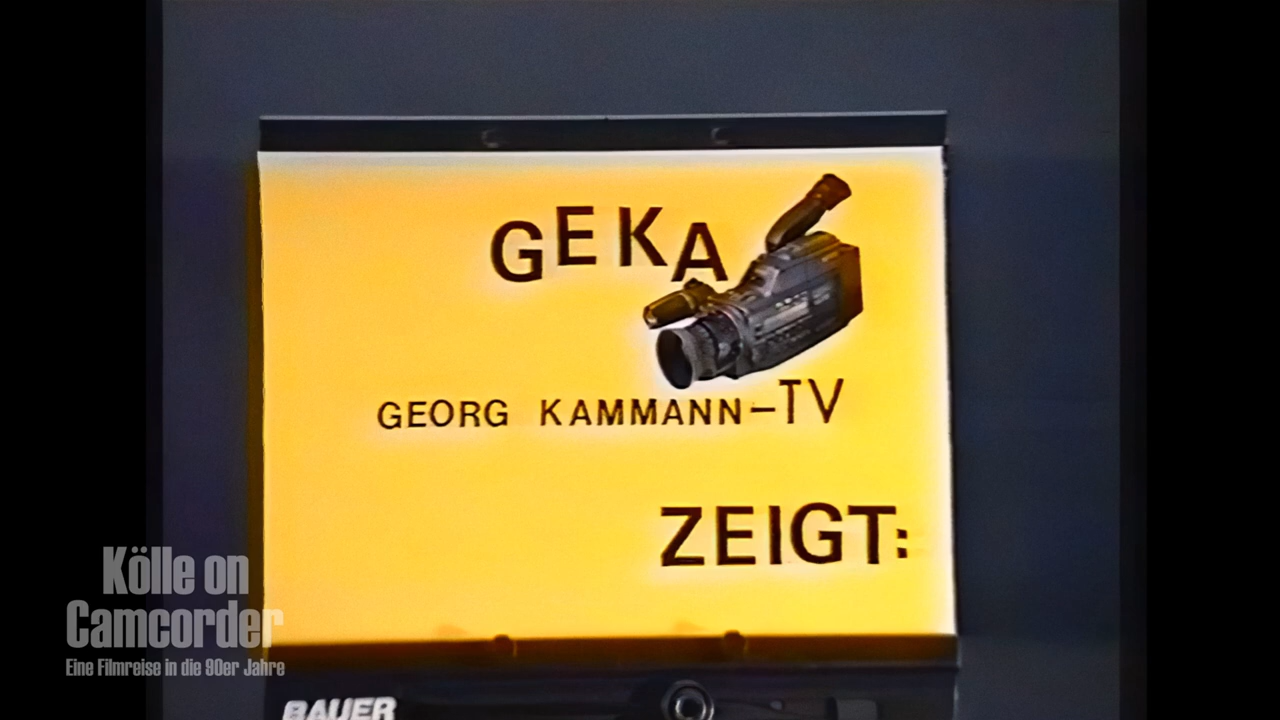 GEKA
GEORG KAMMANN-TV
ZEIGT:
Kölle on
Camcorder
Eine Filmreise in die 90er Jahre
BAUER